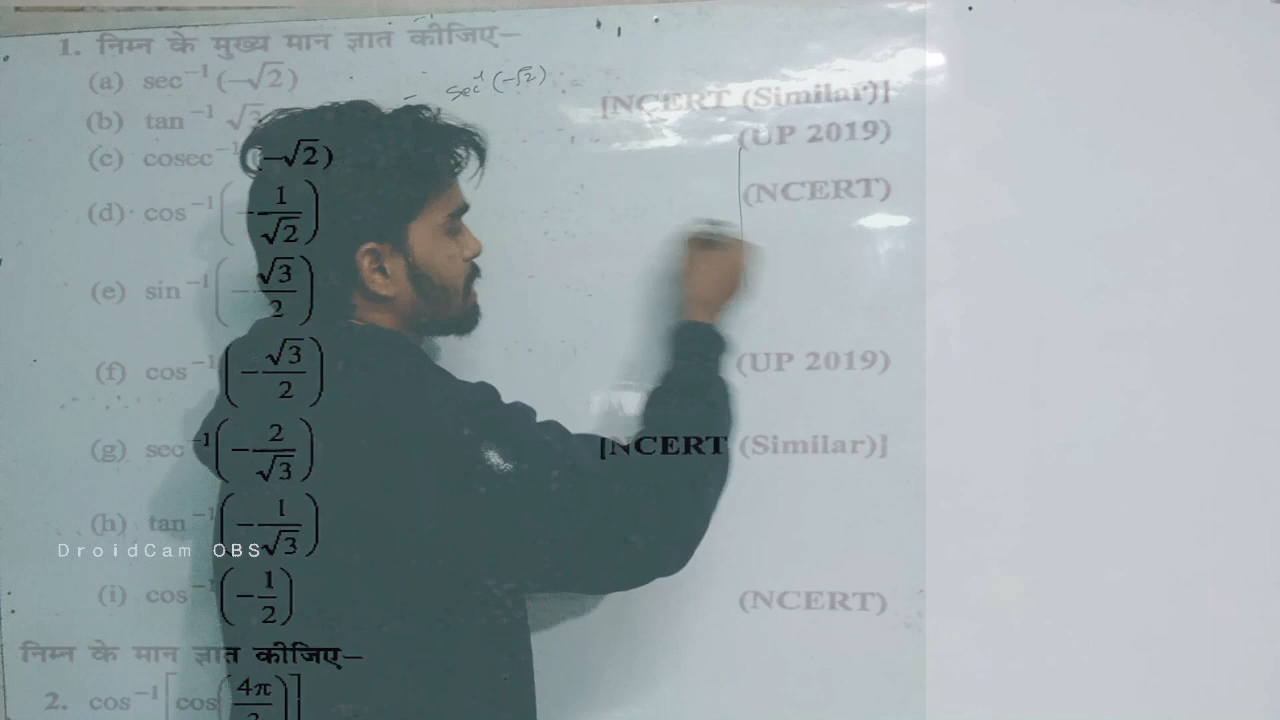 1. निम्न के मुख्य मान ज्ञात कीजिए—
(a) sec⁻¹ (−√2) = sec⁻¹ (−√2) = [NCERT (Similar)]
(b) tan⁻¹ √3 (UP 2019)
(c) cosec⁻¹ (−√2)
(d) cos⁻¹ (−1/√2) (NCERT)
(e) sin⁻¹ (−√3/2)
(f) cos⁻¹ (−√3/2) (UP 2019)
(g) sec⁻¹ (−2/√3) [NCERT (Similar)]
(h) tan⁻¹ (−1/√3)
DroidCam OBS
(i) cos⁻¹ (−1/2) (NCERT)
निम्न के मान ज्ञात कीजिए—
2. cos⁻¹ [cos (4π/3)]